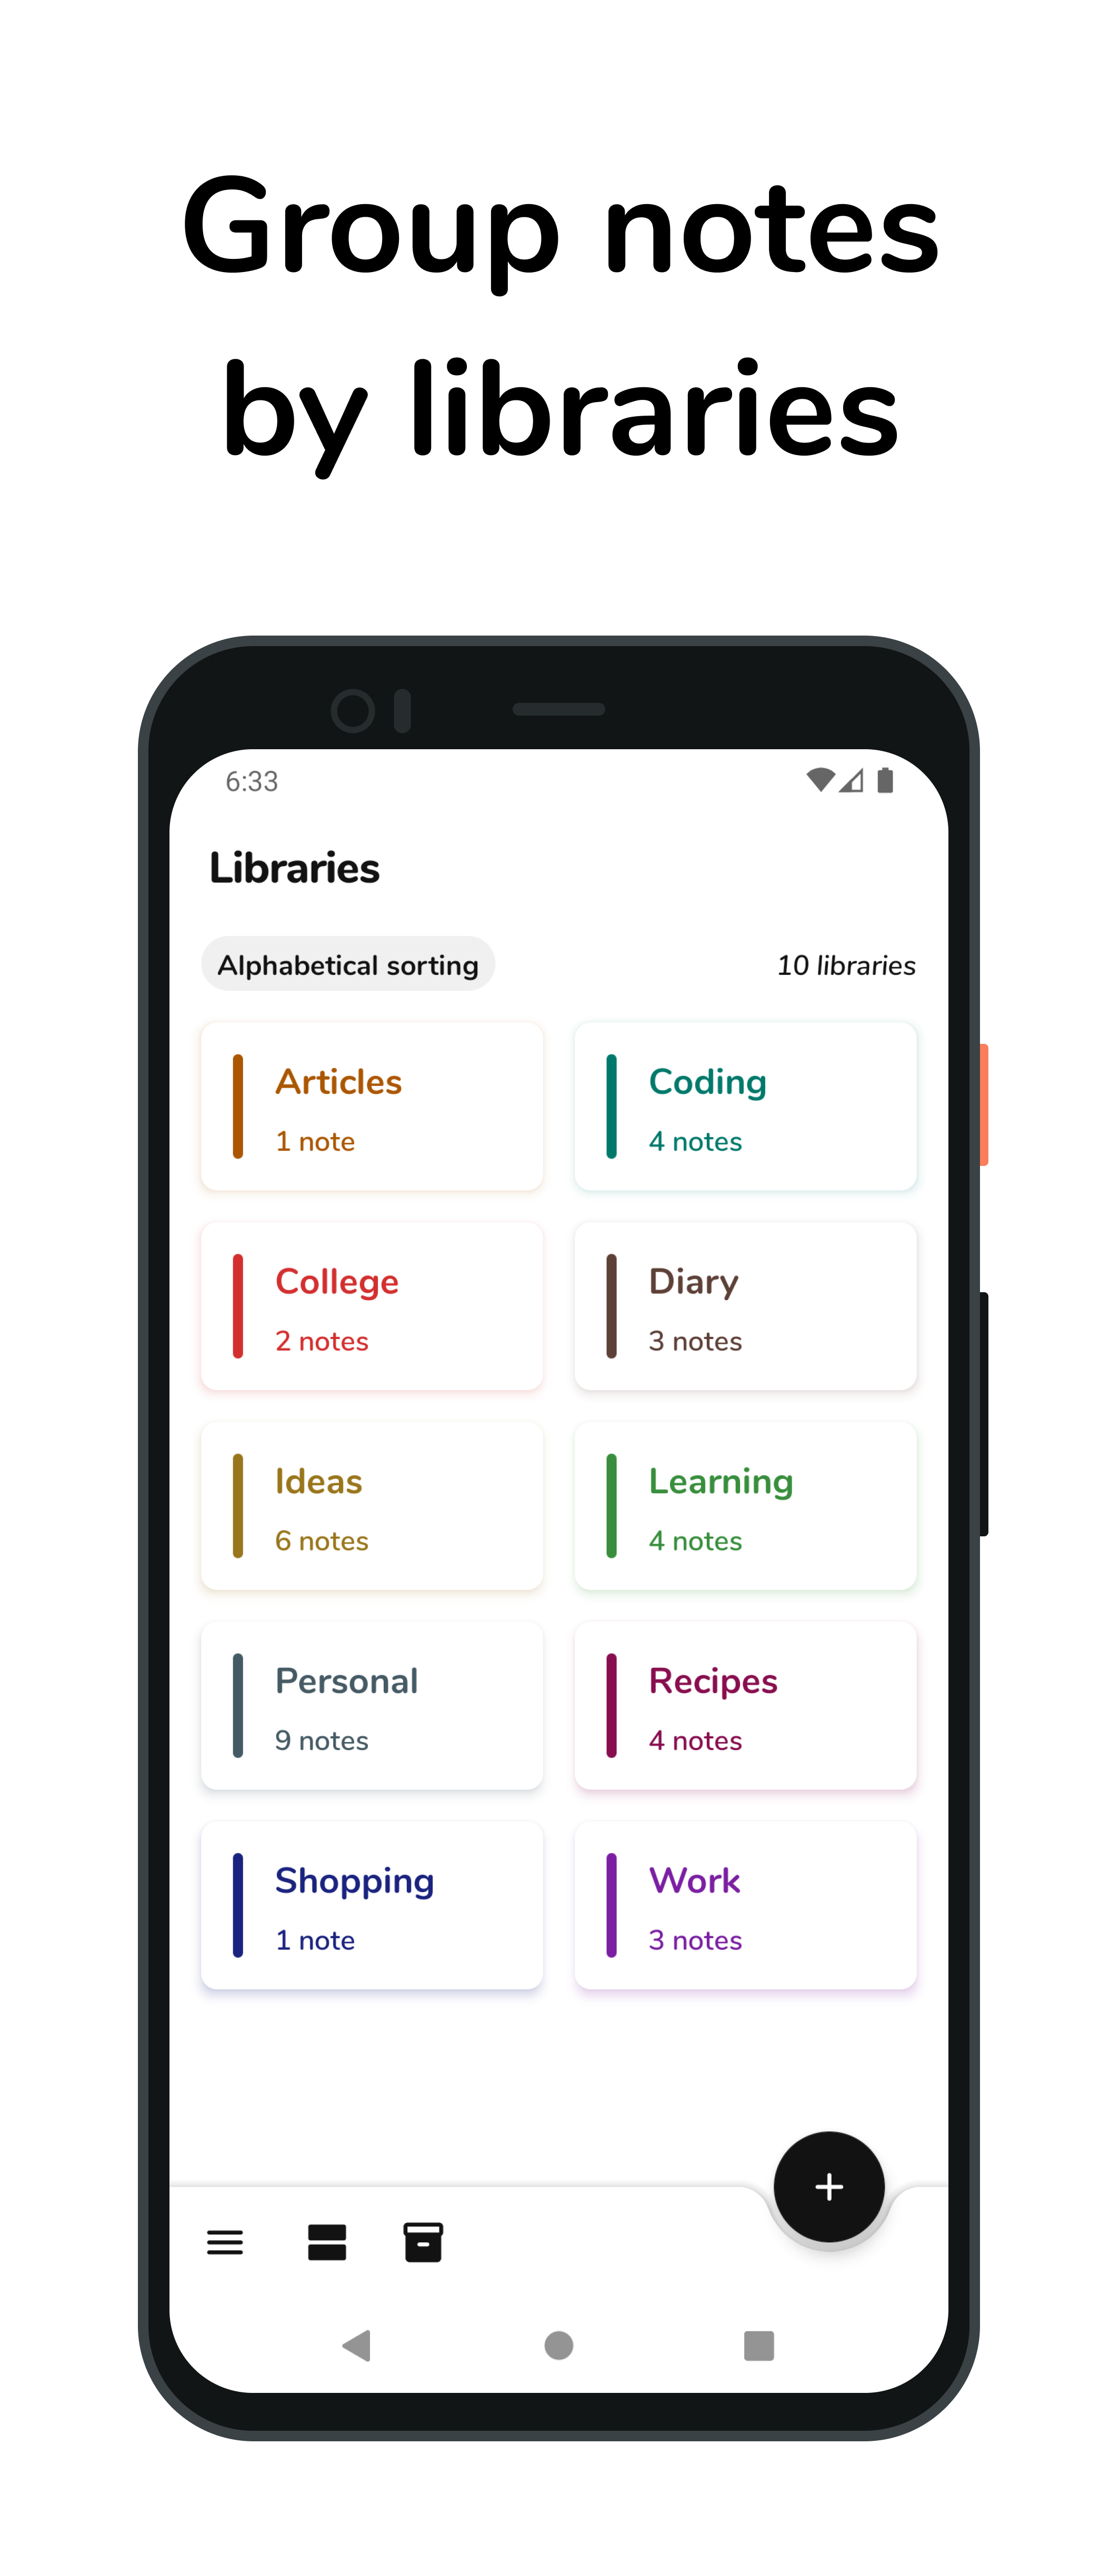 Group notes
by libraries
6:33
Libraries
Alphabetical sorting
10 libraries
Articles
1 note
Coding
4 notes
College
2 notes
Diary
3 notes
Ideas
6 notes
Learning
4 notes
Personal
9 notes
Recipes
4 notes
Shopping
1 note
Work
3 notes